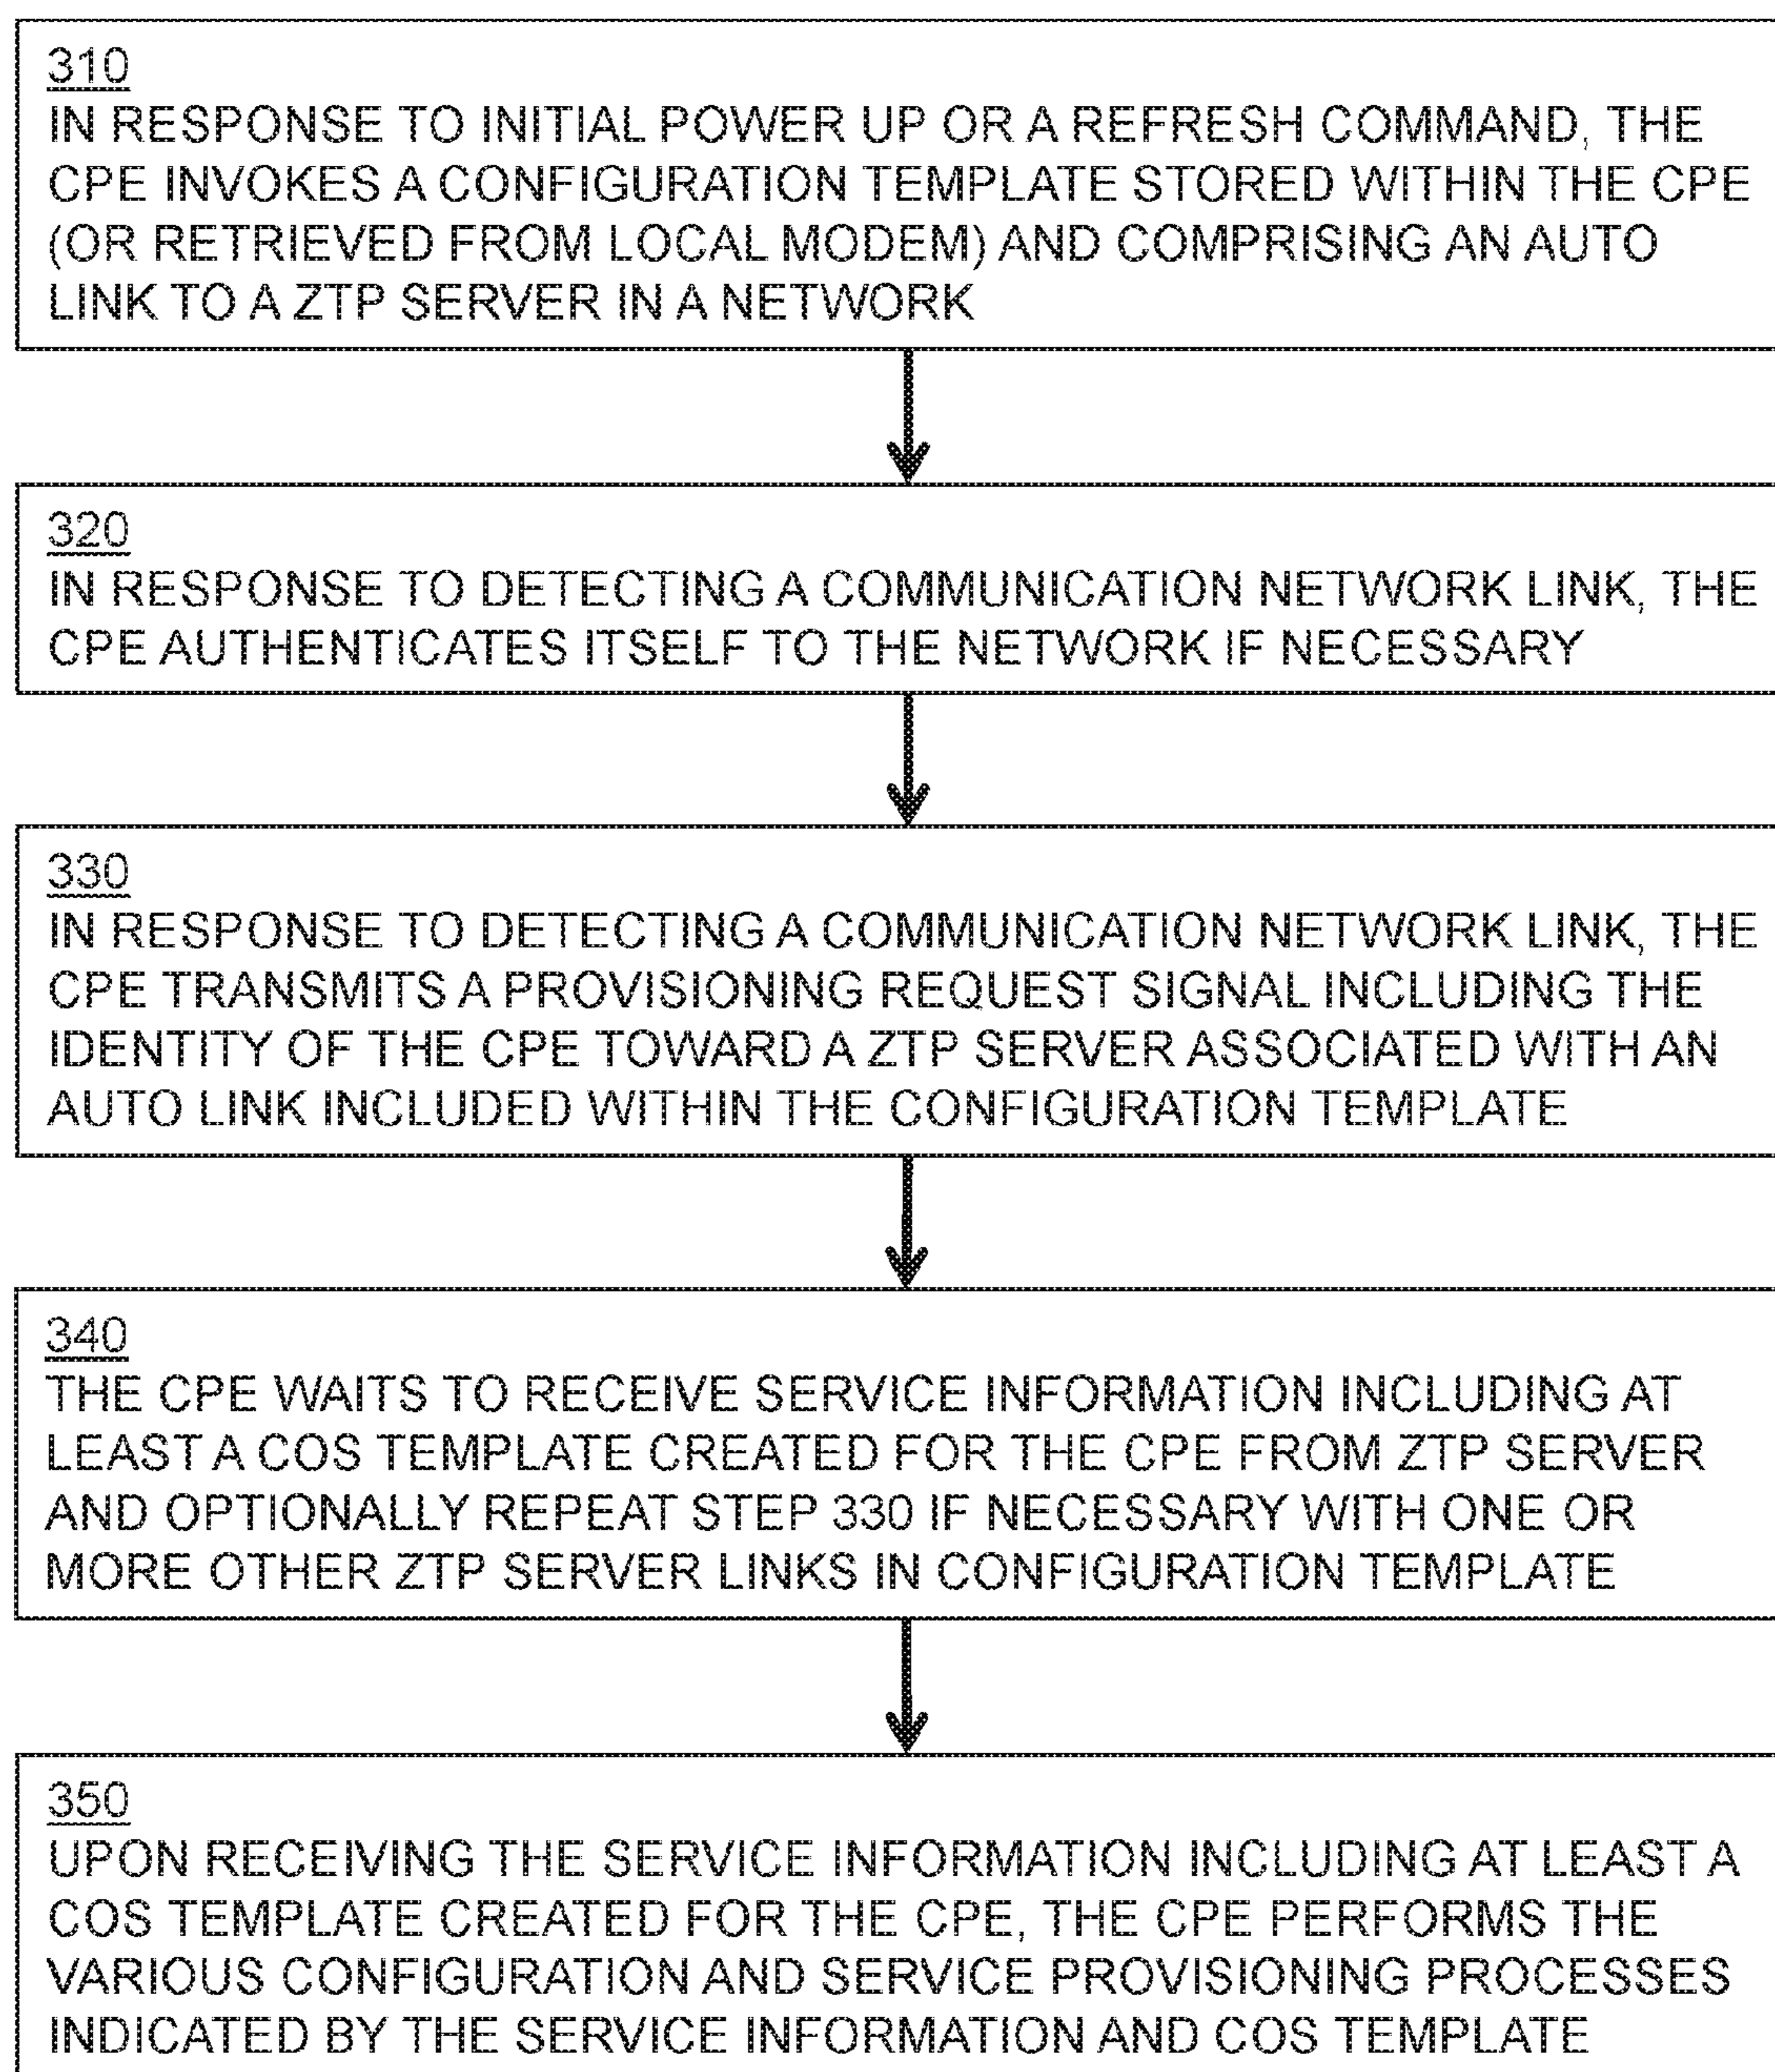 310
IN RESPONSE TO INITIAL POWER UP OR A REFRESH COMMAND, THE
CPE INVOKES A CONFIGURATION TEMPLATE STORED WITHIN THE CPE
(OR RETRIEVED FROM LOCAL MODEM) AND COMPRISING AN AUTO
LINK TO A ZTP SERVER IN A NETWORK
320
IN RESPONSE TO DETECTING A COMMUNICATION NETWORK LINK, THE
CPE AUTHENTICATES ITSELF TO THE NETWORK IF NECESSARY
330
IN RESPONSE TO DETECTING A COMMUNICATION NETWORK LINK, THE
CPE TRANSMITS A PROVISIONING REQUEST SIGNAL INCLUDING THE
IDENTITY OF THE CPE TOWARD A ZTP SERVER ASSOCIATED WITH AN
AUTO LINK INCLUDED WITHIN THE CONFIGURATION TEMPLATE
340
THE CPE WAITS TO RECEIVE SERVICE INFORMATION INCLUDING AT
LEAST A COS TEMPLATE CREATED FOR THE CPE FROM ZTP SERVER
AND OPTIONALLY REPEAT STEP 330 IF NECESSARY WITH ONE OR
MORE OTHER ZTP SERVER LINKS IN CONFIGURATION TEMPLATE
350
UPON RECEIVING THE SERVICE INFORMATION INCLUDING AT LEAST A
COS TEMPLATE CREATED FOR THE CPE, THE CPE PERFORMS THE
VARIOUS CONFIGURATION AND SERVICE PROVISIONING PROCESSES
INDICATED BY THE SERVICE INFORMATION AND COS TEMPLATE